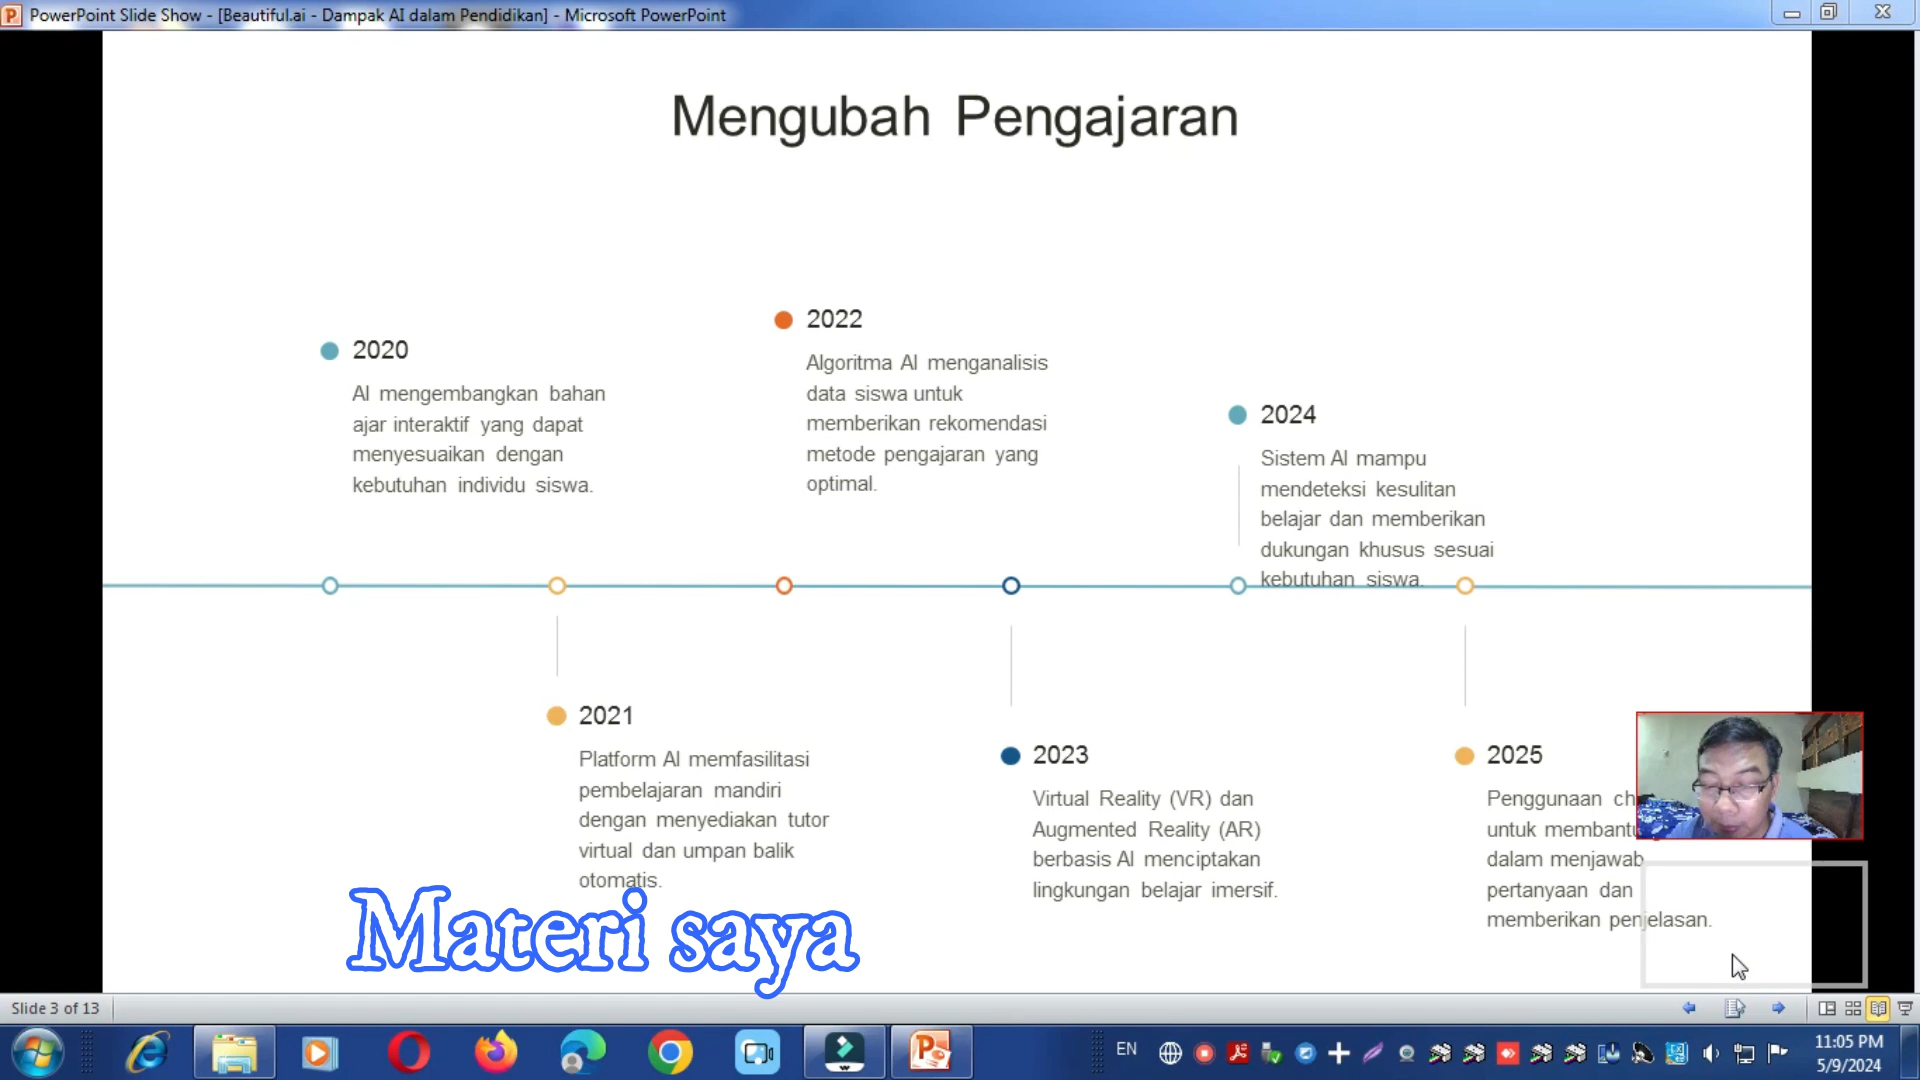 PowerPoint Slide Show - [Beautiful.ai - Dampak AI dalam Pendidikan] - Microsoft PowerPoint
Mengubah Pengajaran
2020
AI mengembangkan bahan
ajar interaktif yang dapat
menyesuaikan dengan
kebutuhan individu siswa.
2022
Algoritma AI menganalisis
data siswa untuk
memberikan rekomendasi
metode pengajaran yang
optimal.
2024
Sistem AI mampu
mendeteksi kesulitan
belajar dan memberikan
dukungan khusus sesuai
kebutuhan siswa.
2021
Platform AI memfasilitasi
pembelajaran mandiri
dengan menyediakan tutor
virtual dan umpan balik
otomatis.
2023
Virtual Reality (VR) dan
Augmented Reality (AR)
berbasis AI menciptakan
lingkungan belajar imersif.
2025
Penggunaan
untuk membantu
dalam menjawab
pertanyaan dan
memberikan penjelasan.
Materi saya
Slide 3 of 13
EN
11:05 PM
5/9/2024